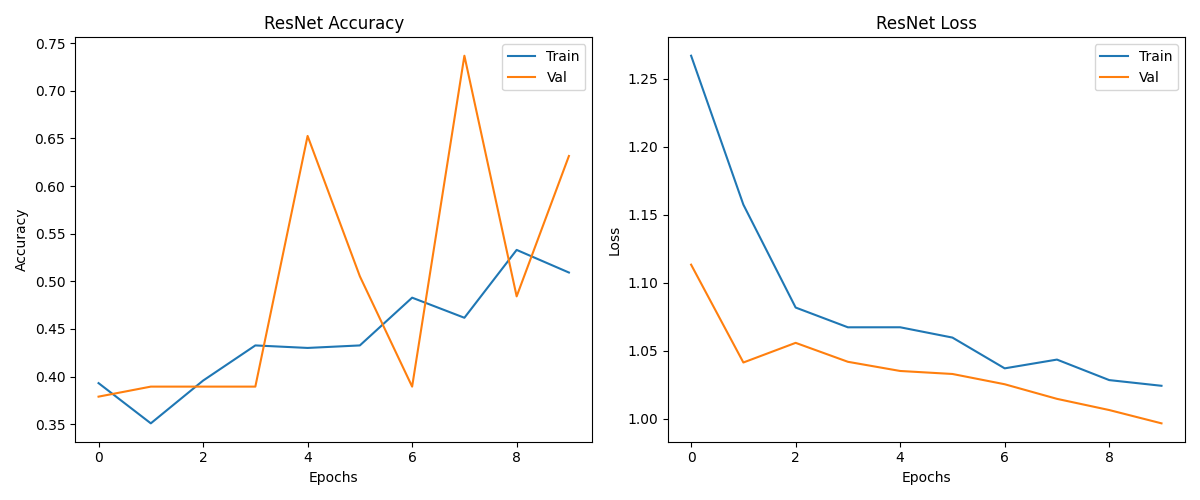 ResNet Accuracy
0.75
0.70
0.65
0.60
0.55
0.50
0.45
0.40
0.35
Accuracy
0 2 4 6 8
Epochs
Train
Val
ResNet Loss
1.25
1.20
1.15
1.10
1.05
1.00
Loss
0 2 4 6 8
Epochs
Train
Val